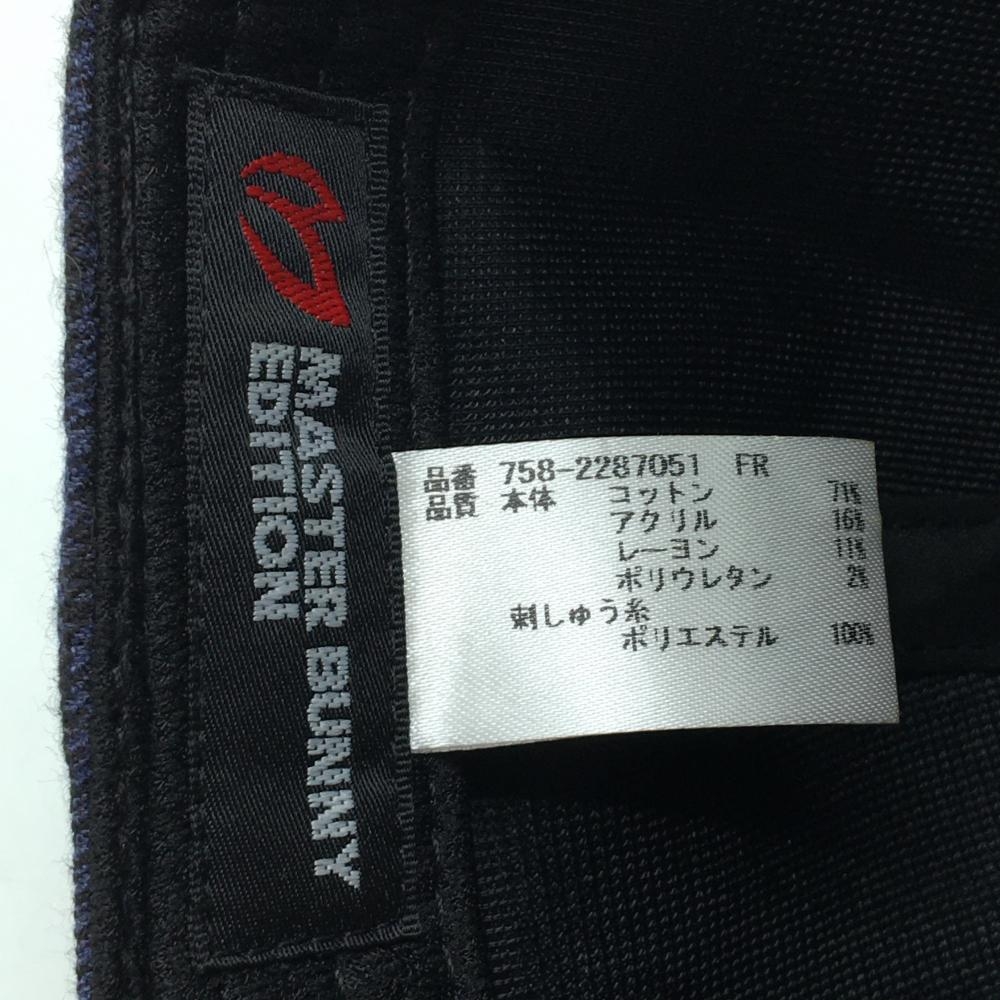 MASTER BUNNY
EDITION
品番 758-2287051 FR
品質 本体 コットン 71%
アクリル 16%
レーヨン 11%
ポリウレタン 2%
刺しゅう糸
ポリエステル 100%